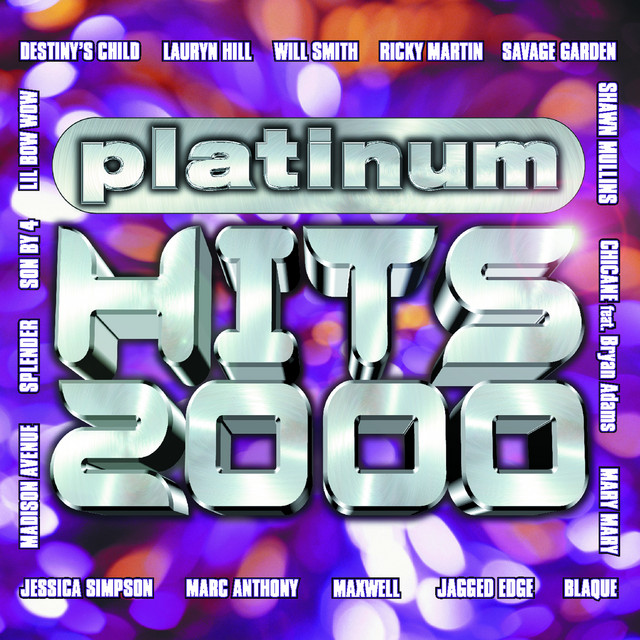 DESTINY'S CHILD LAURYN HILL WILL SMITH RICKY MARTIN SAVAGE GARDEN
platinum
HITS
2000
SHAWN MULLINS
CHICANE feat. Bryan Adams
MARY MARY
LIL BOW WOW
SON BY 4
SPLENDER
MADISON AVENUE
JESSICA SIMPSON MARC ANTHONY MAXWELL JAGGED EDGE BLAQUE